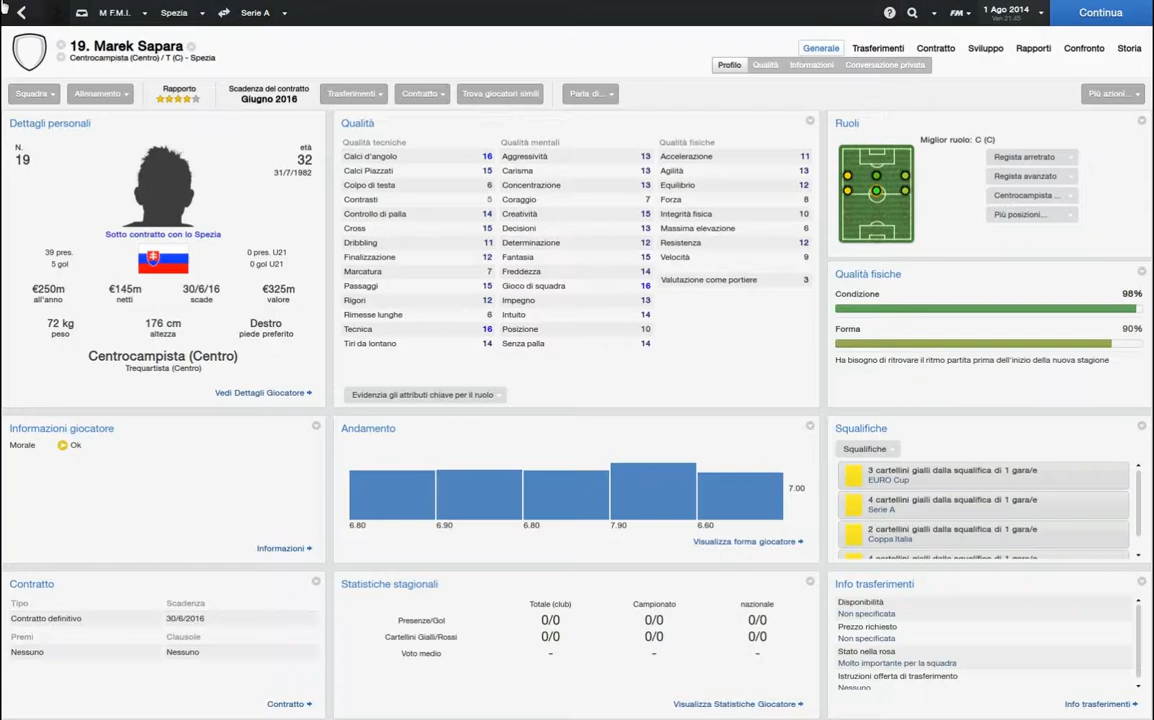 M F.M.I. Spezia Serie A FM 1 Ago 2014 Ven 21.45 Continua
19. Marek Sapara
Centrocampista (Centro) / T (C) - Spezia
Generale Trasferimenti Contratto Sviluppo Rapporti Confronto Storia
Profilo Qualità Informazioni Conversazione privata
Squadra Allenamento Rapporto Scadenza del contratto Giugno 2016 Trasferimenti Contratto Trova giocatori simili Parla di... Più azioni...
Dettagli personali
N.
19
età
32
31/7/1982
Sotto contratto con lo Spezia
39 pres.
5 gol
0 pres. U21
0 gol U21
€250m €145m 30/6/16 €325m
all'anno netti scade valore
72 kg 176 cm Destro
peso altezza piede preferito
Centrocampista (Centro)
Trequartista (Centro)
Vedi Dettagli Giocatore
Qualità
Qualità tecniche Qualità mentali Qualità fisiche
Calci d'angolo 16 Aggressività 13 Accelerazione 11
Calci Piazzati 15 Carisma 13 Agilità 13
Colpo di testa 6 Concentrazione 13 Equilibrio 12
Contrasti 5 Coraggio 7 Forza 8
Controllo di palla 14 Creatività 15 Integrità fisica 10
Cross 15 Decisioni 13 Massima elevazione 6
Dribbling 11 Determinazione 12 Resistenza 12
Finalizzazione 12 Fantasia 15 Velocità 9
Marcatura 7 Freddezza 14 Valutazione come portiere 3
Passaggi 15 Gioco di squadra 16
Rigori 12 Impegno 13
Rimesse lunghe 6 Intuito 14
Tecnica 16 Posizione 10
Tiri da lontano 14 Senza palla 14
Evidenzia gli attributi chiave per il ruolo
Ruoli
Miglior ruolo: C (C)
Regista arretrato
Regista avanzato
Centrocampista ...
Più posizioni...
Qualità fisiche
Condizione 98%
Forma 90%
Ha bisogno di ritrovare il ritmo partita prima dell'inizio della nuova stagione
Informazioni giocatore
Morale Ok
Informazioni
Andamento
7.00
6.80 6.90 6.80 7.90 6.60
Visualizza forma giocatore
Squalifiche
Squalifiche
3 cartellini gialli dalla squalifica di 1 gara/e
EURO Cup
4 cartellini gialli dalla squalifica di 1 gara/e
Serie A
2 cartellini gialli dalla squalifica di 1 gara/e
Coppa Italia
4 cartellini gialli dalla squalifica di 1 gara/e
Contratto
Tipo Scadenza
Contratto definitivo 30/6/2016
Premi Clausole
Nessuno Nessuno
Contratto
Statistiche stagionali
Totale (club) Campionato nazionale
Presenze/Gol 0/0 0/0 0/0
Cartellini Gialli/Rossi 0/0 0/0 0/0
Voto medio - - -
Visualizza Statistiche Giocatore
Info trasferimenti
Disponibilità
Non specificata
Prezzo richiesto
Non specificata
Stato nella rosa
Molto importante per la squadra
Istruzioni offerta di trasferimento
Nessuno
Info trasferimenti